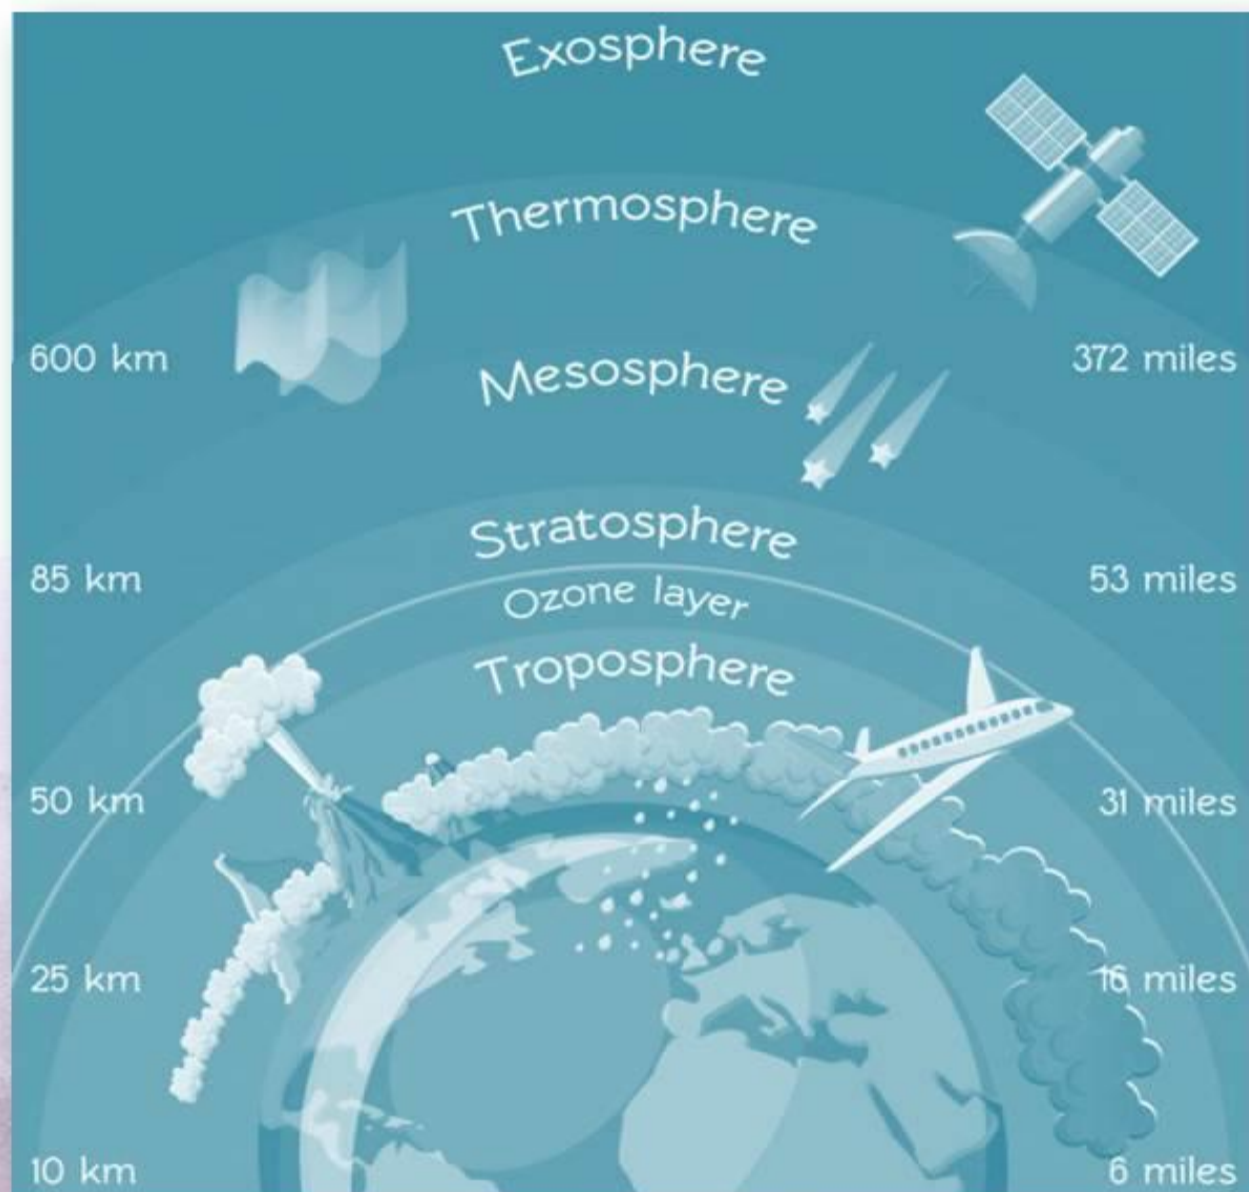 Exosphere
Thermosphere
600 km
372 miles
Mesosphere
Stratosphere
85 km
53 miles
Ozone layer
Troposphere
50 km
31 miles
25 km
16 miles
10 km
6 miles